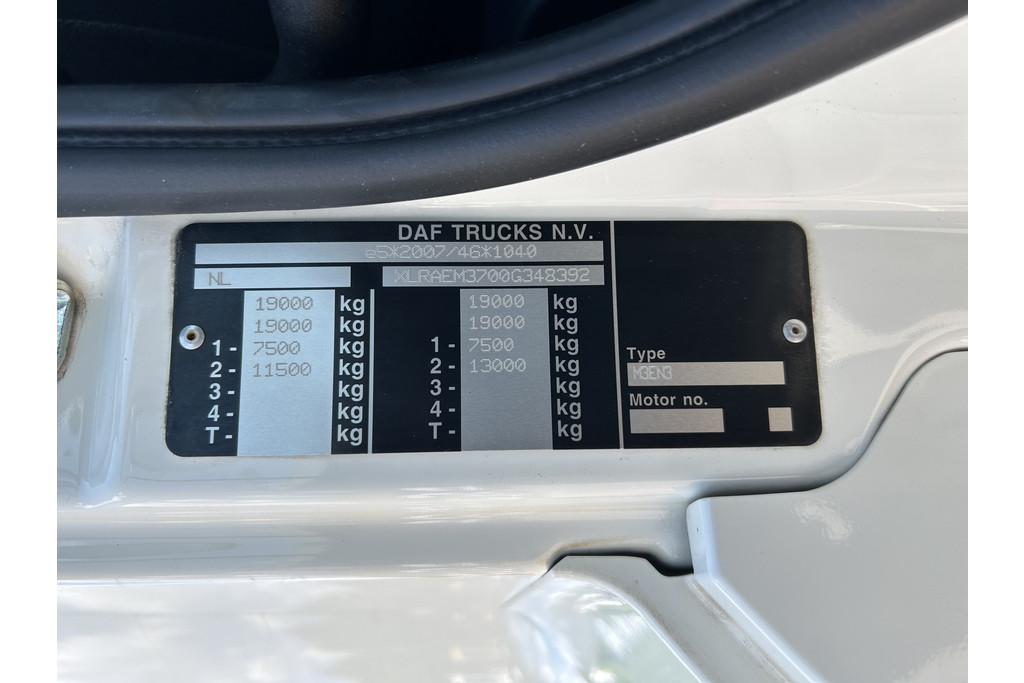 DAF TRUCKS N.V.
e5*2007/46*1040
NL XLRAEM3700G348392
19000 kg 19000 kg
19000 kg 19000 kg
1- 7500 kg 1- 7500 kg
2- 11500 kg 2- 13000 kg
3- kg 3- kg
4- kg 4- kg
T- kg T- kg
Type
M3EN3
Motor no.